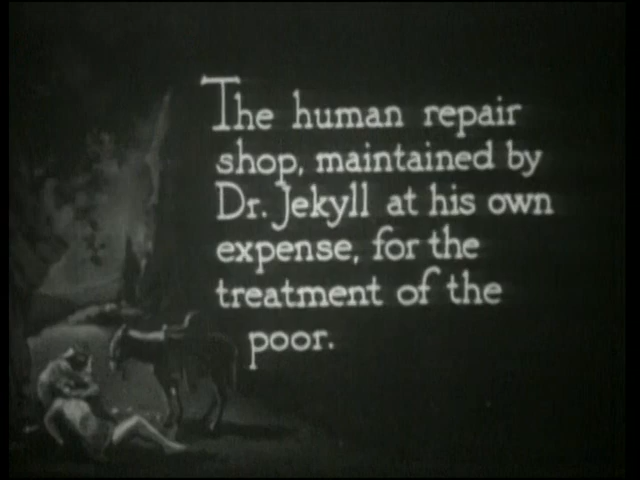 The human repair
shop, maintained by
Dr. Jekyll at his own
expense, for the
treatment of the
poor.